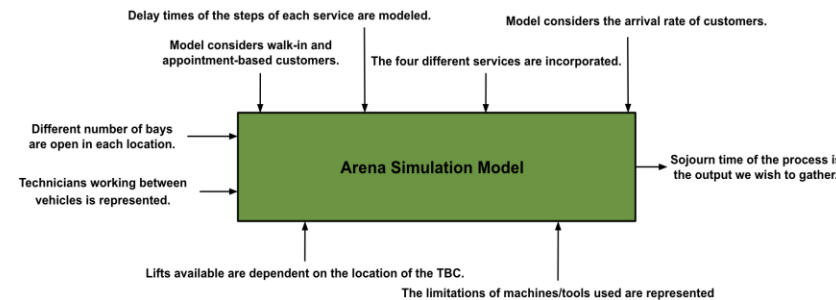 Delay times of the steps of each service are modeled.
Model considers the arrival rate of customers.
Model considers walk-in and
appointment-based customers.
The four different services are incorporated.
Different number of bays
are open in each location.
Arena Simulation Model
Sojourn time of the process is
the output we wish to gather.
Technicians working between
vehicles is represented.
Lifts available are dependent on the location of the TBC.
The limitations of machines/tools used are represented